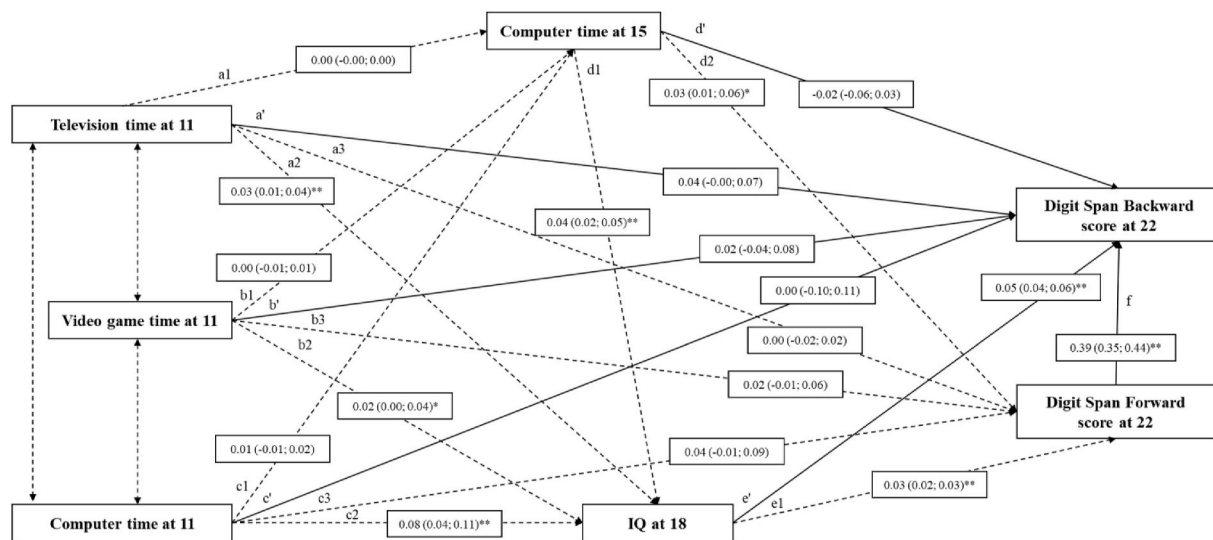 Computer time at 15
d'
0.00 (-0.00; 0.00)
a1
d1
d2
0.03 (0.01; 0.06)*
-0.02 (-0.06; 0.03)
Television time at 11
a'
a3
a2
0.03 (0.01; 0.04)**
0.04 (-0.00; 0.07)
Digit Span Backward
score at 22
0.04 (0.02; 0.05)**
0.02 (-0.04; 0.08)
0.00 (-0.01; 0.01)
0.00 (-0.10; 0.11)
0.05 (0.04; 0.06)**
b1
b'
f
Video game time at 11
b3
b2
0.00 (-0.02; 0.02)
0.39 (0.35; 0.44)**
0.02 (-0.01; 0.06)
0.02 (0.00; 0.04)*
Digit Span Forward
score at 22
0.01 (-0.01; 0.02)
0.04 (-0.01; 0.09)
c1
c'
c3
0.03 (0.02; 0.03)**
e'
e1
Computer time at 11
c2
0.08 (0.04; 0.11)**
IQ at 18